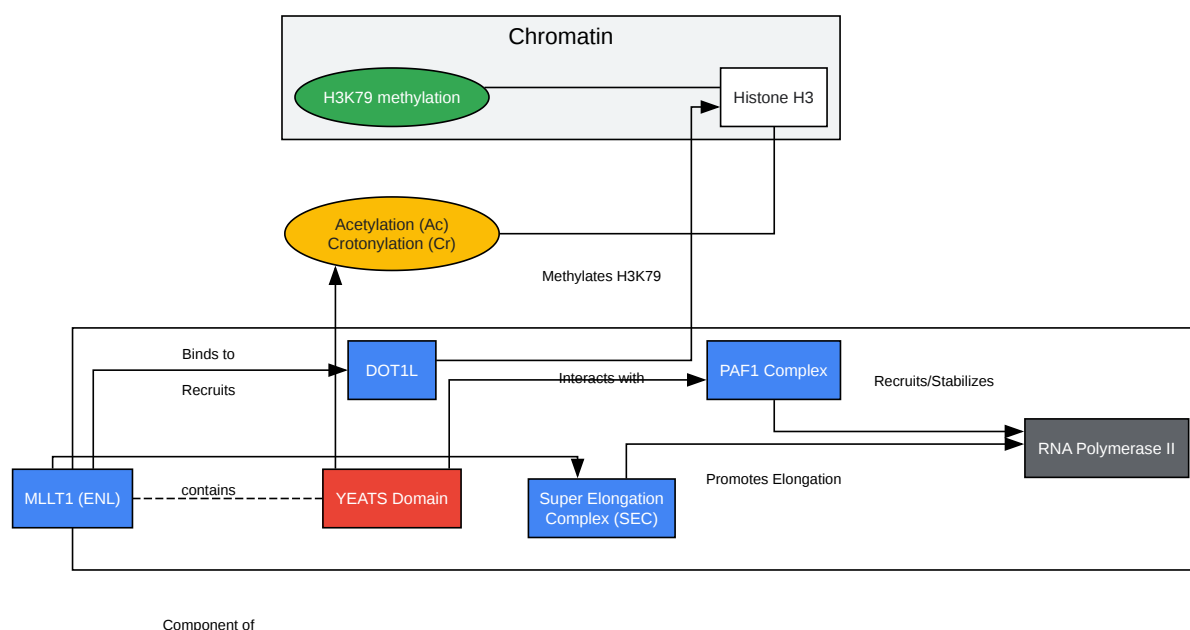 Chromatin
H3K79 methylation
Histone H3
Acetylation (Ac)
Crotonylation (Cr)
Methylates H3K79
Binds to
DOT1L
PAF1 Complex
Interacts with
Recruits/Stabilizes
Recruits
RNA Polymerase II
MLLT1 (ENL)
contains
YEATS Domain
Super Elongation
Complex (SEC)
Promotes Elongation
Component of